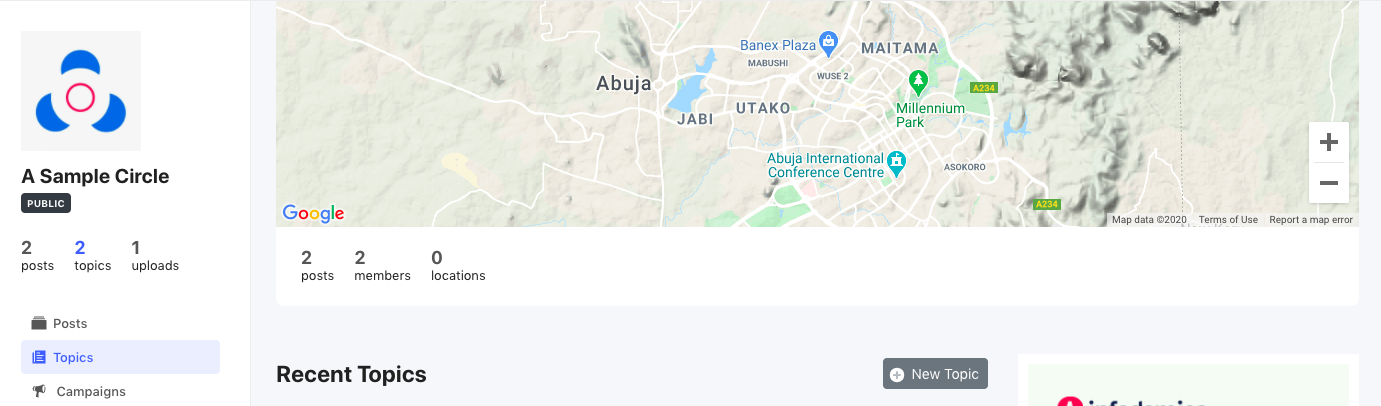 A Sample Circle
PUBLIC
2 posts
2 topics
1 uploads
Posts
Topics
Campaigns
Banex Plaza
MAITAMA
MABUSHI
WUSE 2
Abuja
A234
UTAKO
Millennium
Park
JABI
Abuja International
Conference Centre
ASOKORO
A234
Google
Map data ©2020
Terms of Use
Report a map error
2 posts
2 members
0 locations
Recent Topics
New Topic